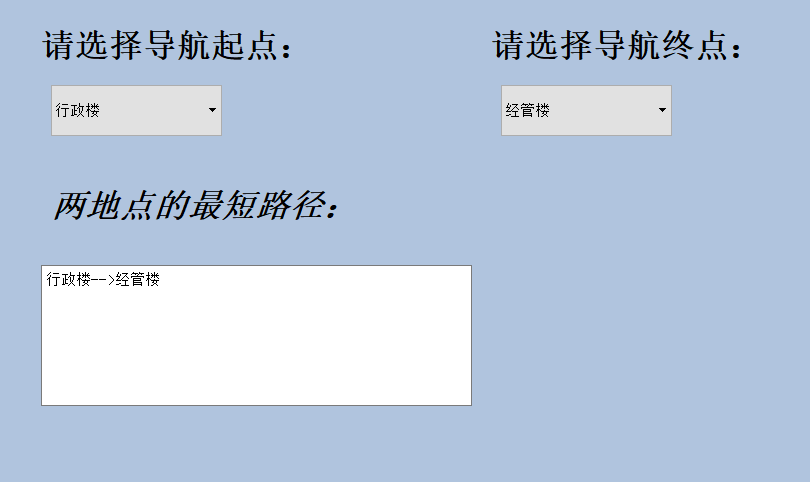 请选择导航起点：
请选择导航终点：
行政楼
经管楼
两地点的最短路径：
行政楼-->经管楼